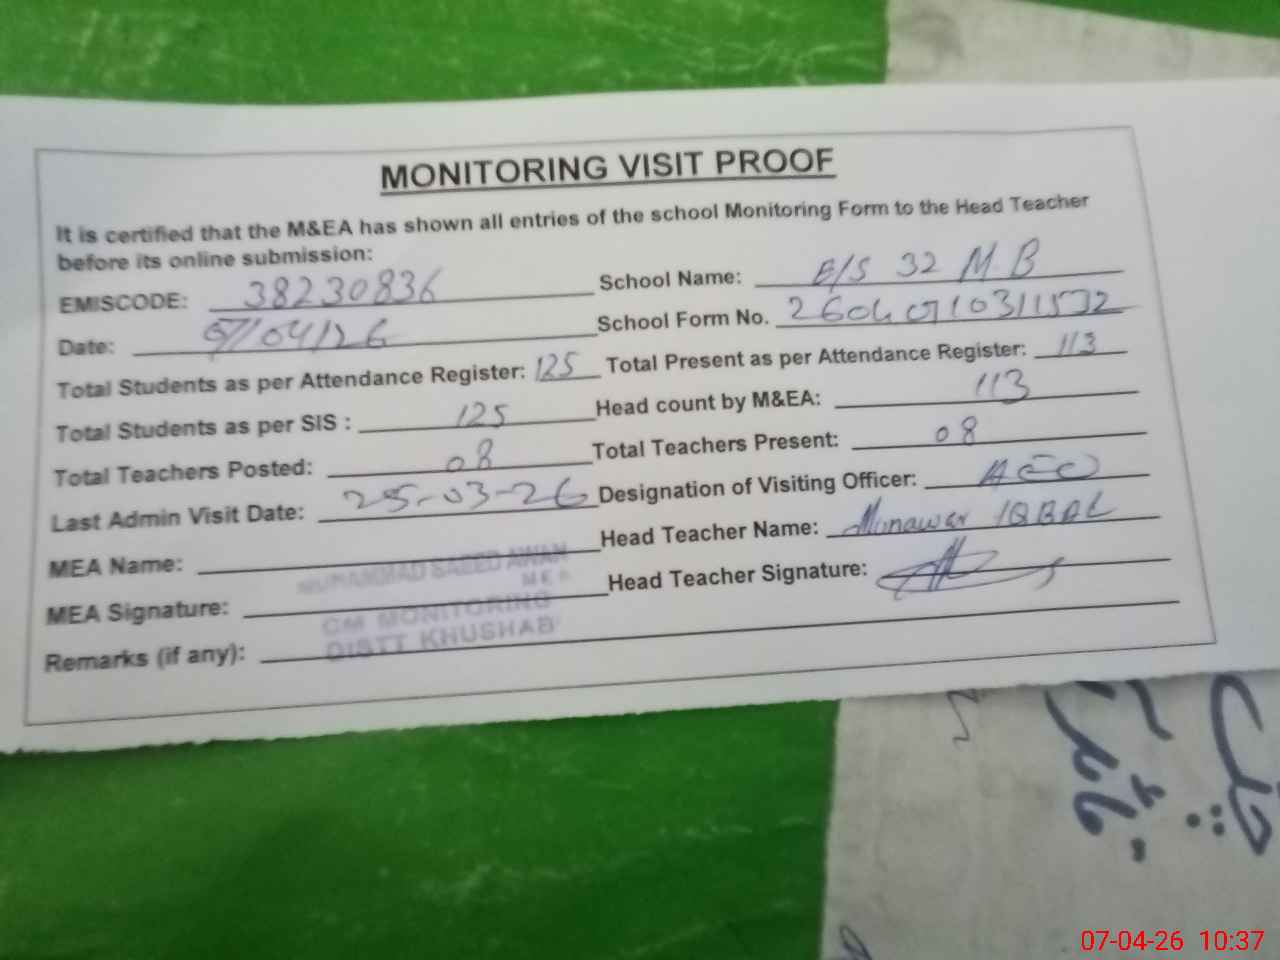 MONITORING VISIT PROOF
It is certified that the M&EA has shown all entries of the school Monitoring Form to the Head Teacher
before its online submission:
EMISCODE: 38230836 School Name: E/S 32 M.B
Date: 07/04/26 School Form No. 26040710311532
Total Students as per Attendance Register: 125 Total Present as per Attendance Register: 113
Total Students as per SIS : 125 Head count by M&EA: 113
Total Teachers Posted: 08 Total Teachers Present: 08
Last Admin Visit Date: 25-03-26 Designation of Visiting Officer: AEO
MEA Name: Head Teacher Name: Munawar IQBAL
MUHAMMAD SAEED AWAN
MEA
MEA Signature: Head Teacher Signature:
CM MONITORING
DISTT KHUSHAB
Remarks (if any):
07-04-26 10:37